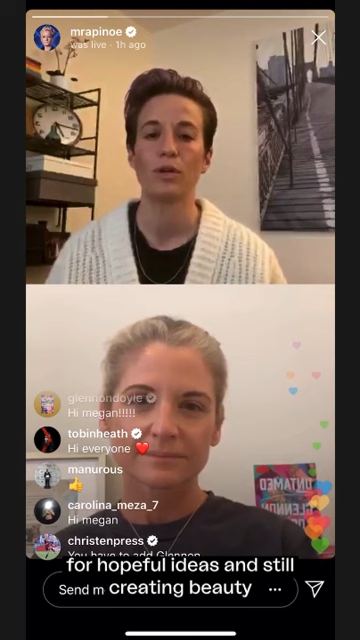 mrapinoe
was live · 1h ago
glennondoyle
Hi megan!!!!!
tobinheath
Hi everyone ❤️
manurous
👍
carolina_meza_7
Hi megan
christenpress
You have to add Glennon
UNTAMED
GLENNON
for hopeful ideas and still
creating beauty
Send m